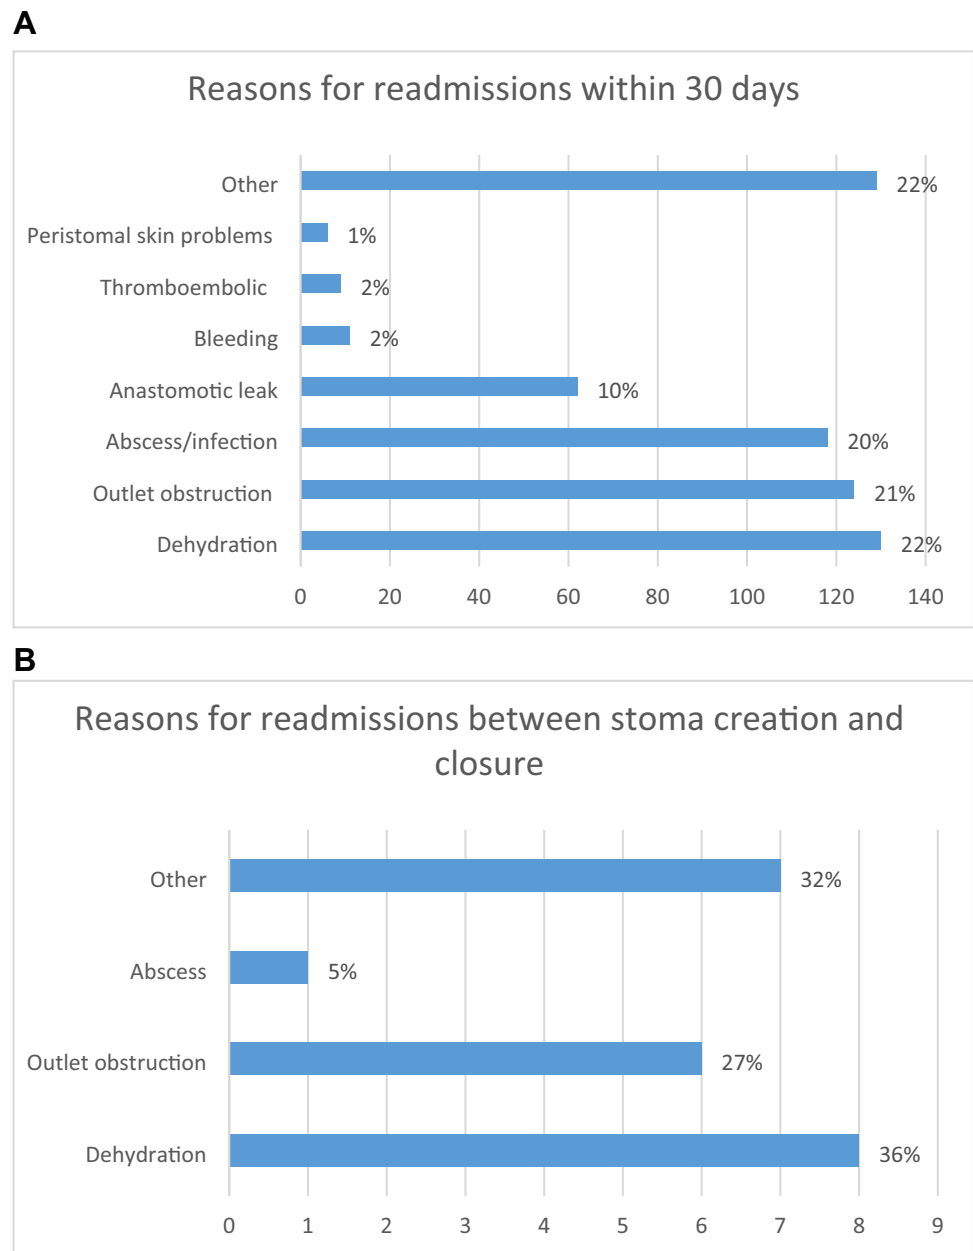 A
Reasons for readmissions within 30 days
Other 22%
Peristomal skin problems 1%
Thromboembolic 2%
Bleeding 2%
Anastomotic leak 10%
Abscess/infection 20%
Outlet obstruction 21%
Dehydration 22%
0 20 40 60 80 100 120 140
B
Reasons for readmissions between stoma creation and
closure
Other 32%
Abscess 5%
Outlet obstruction 27%
Dehydration 36%
0 1 2 3 4 5 6 7 8 9